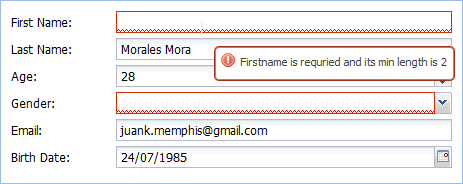 First Name:
Last Name: Morales Mora
Firstname is requried and its min length is 2
Age: 28
Gender:
Email: juank.memphis@gmail.com
Birth Date: 24/07/1985